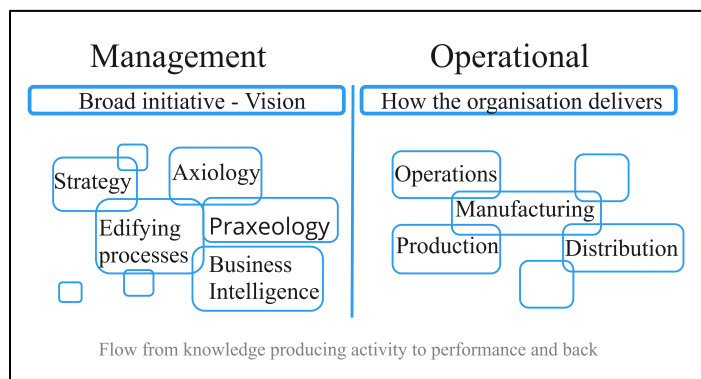 Management
Operational
Broad initiative - Vision
How the organisation delivers
Strategy
Axiology
Edifying
processes
Praxeology
Business
Intelligence
Operations
Manufacturing
Production
Distribution
Flow from knowledge producing activity to performance and back